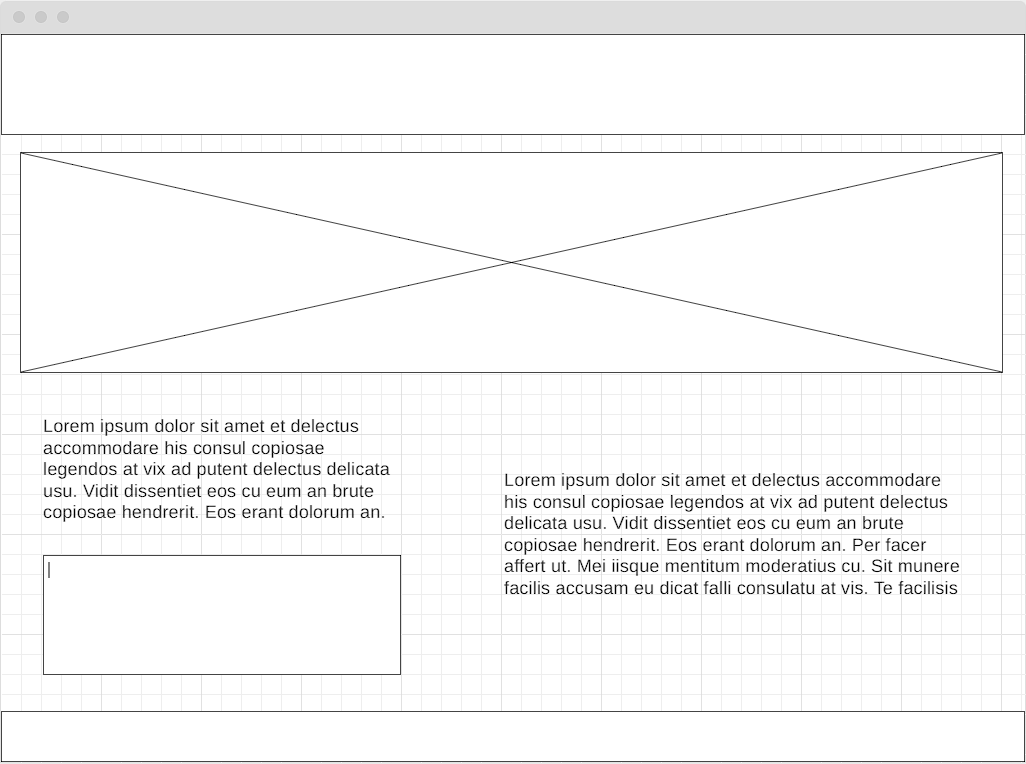 Lorem ipsum dolor sit amet et delectus
accommodare his consul copiosae
legendos at vix ad putent delectus delicata
usu. Vidit dissentiet eos cu eum an brute
copiosae hendrerit. Eos erant dolorum an.
Lorem ipsum dolor sit amet et delectus accommodare
his consul copiosae legendos at vix ad putent delectus
delicata usu. Vidit dissentiet eos cu eum an brute
copiosae hendrerit. Eos erant dolorum an. Per facer
affert ut. Mei iisque mentitum moderatius cu. Sit munere
facilis accusam eu dicat falli consulatu at vis. Te facilisis